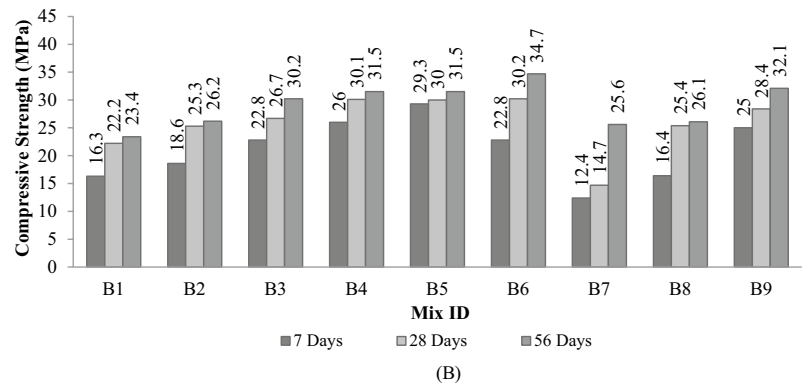 Compressive Strength (MPa)
45
40
35
30
25
20
15
10
5
0
16.3 22.2 23.4
18.6 25.3 26.2
22.8 26.7 30.2
26 30.1 31.5
29.3 30 31.5
22.8 30.2 34.7
12.4 14.7 25.6
16.4 25.4 26.1
25 28.4 32.1
B1 B2 B3 B4 B5 B6 B7 B8 B9
Mix ID
7 Days 28 Days 56 Days
(B)